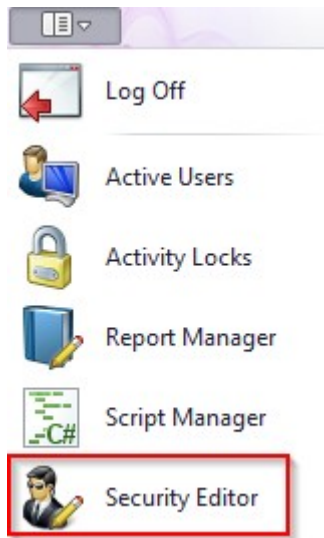 Log Off
Active Users
Activity Locks
Report Manager
C#
Script Manager
Security Editor